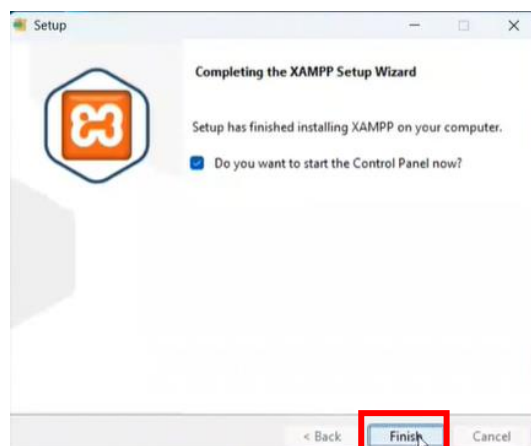 Setup
Completing the XAMPP Setup Wizard
Setup has finished installing XAMPP on your computer.
Do you want to start the Control Panel now?
< Back Finish Cancel